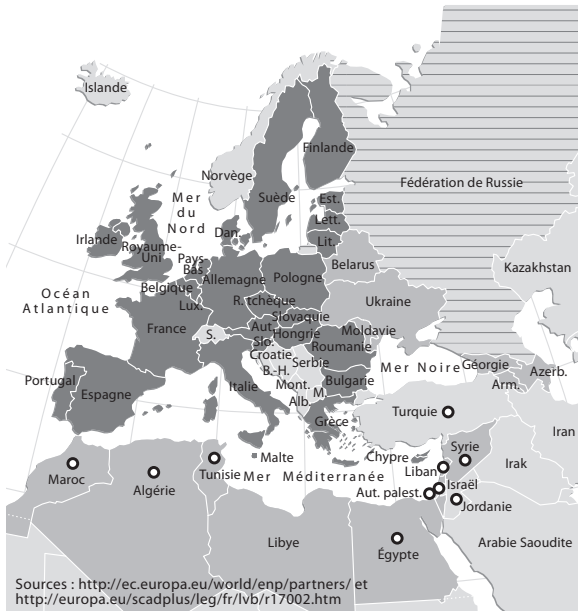 Islande
Norvège
Finlande
Suède
Fédération de Russie
Mer
du
Nord
Est.
Lett.
Lit.
Dan.
Irlande
Royaume-
Uni
Pays-
Bas
Belarus
Kazakhstan
Belgique
Allemagne
Pologne
Océan
Atlantique
Lux.
R. tchèque
Ukraine
Slovaquie
France
S.
Aut.
Hongrie
Moldavie
Slo.
Roumanie
Croatie
B.-H.
Serbie
Mer Noire
Géorgie
Azerb.
Arm.
Portugal
Espagne
Italie
Mont.
M.
Bulgarie
Alb.
Turquie
Grèce
Iran
Malte
Chypre
Syrie
Liban
Irak
Maroc
Algérie
Tunisie
Mer Méditerranée
Aut. palest.
Israël
Jordanie
Libye
Égypte
Arabie Saoudite
Sources : http://ec.europa.eu/world/enp/partners/ et
http://europa.eu/scadplus/leg/fr/lvb/r17002.htm